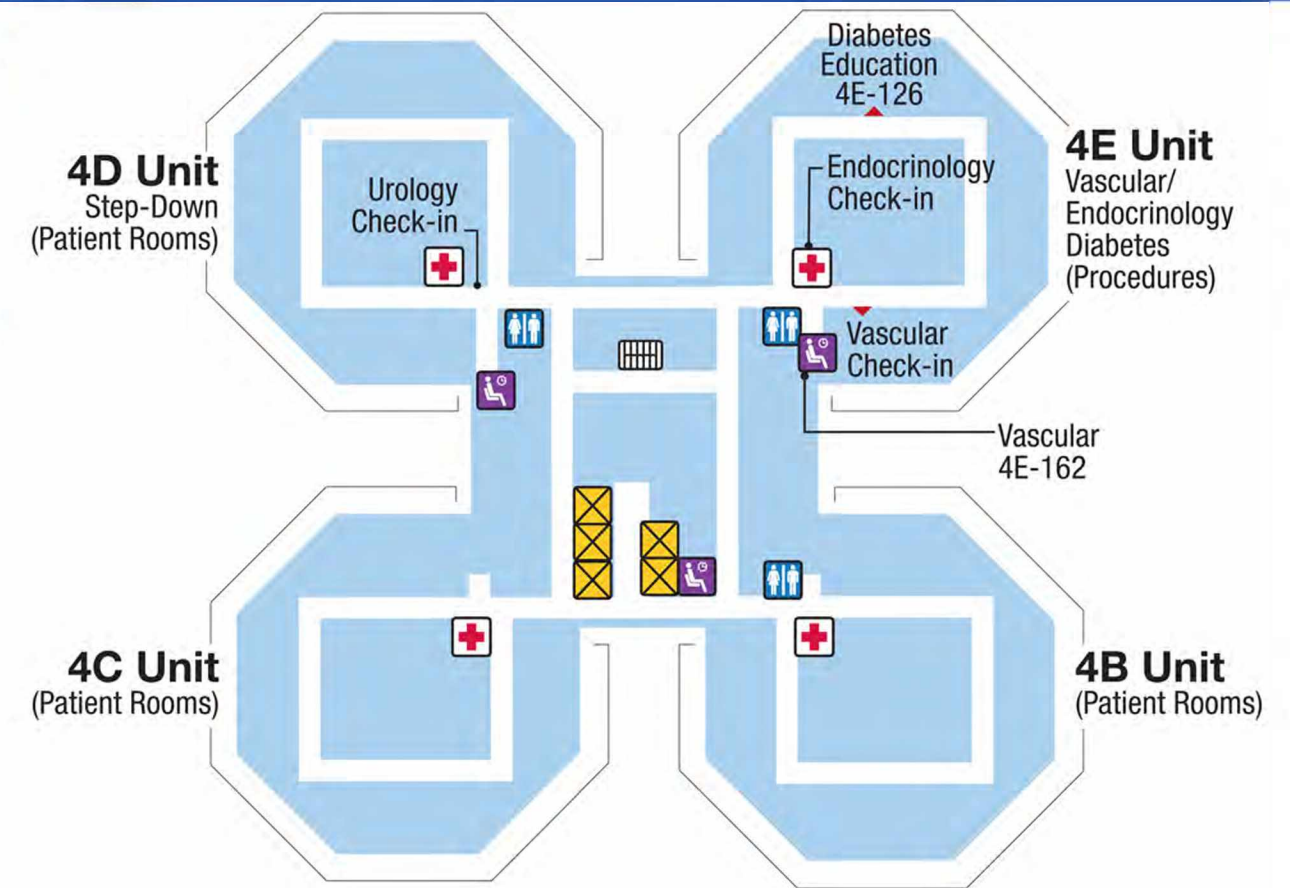 Diabetes
Education
4E-126
4E Unit
Vascular/
Endocrinology
Diabetes
(Procedures)
4D Unit
Step-Down
(Patient Rooms)
Urology
Check-in
Endocrinology
Check-in
Vascular
Check-in
Vascular
4E-162
4C Unit
(Patient Rooms)
4B Unit
(Patient Rooms)